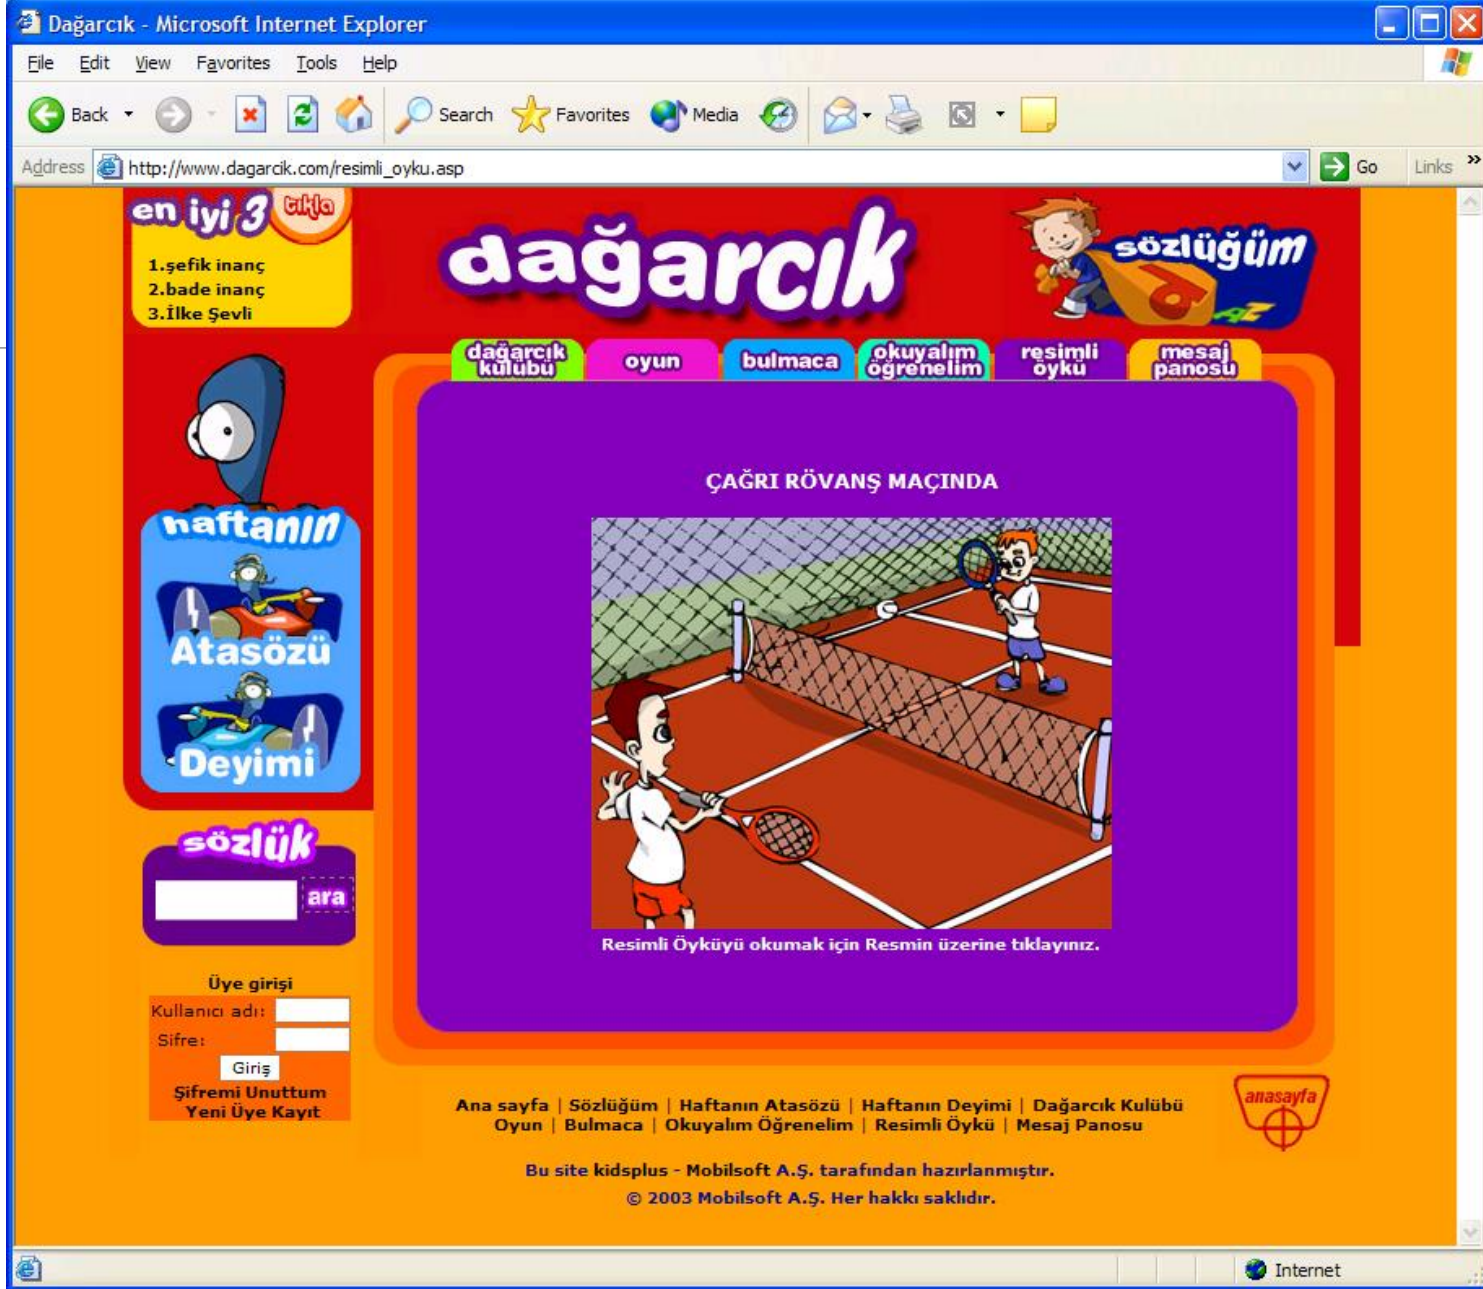 Dağarcık - Microsoft Internet Explorer
File Edit View Favorites Tools Help
Back Search Favorites Media
Address http://www.dagarcik.com/resimli_oyku.asp Go Links »
en iyi 3 tıkla
1.şefik inanç
2.bade inanç
3.İlke Şevli
dağarcık
sözlüğüm
dağarcık
kulübü
oyun
bulmaca
okuyalım
öğrenelim
resimli
öykü
mesaj
panosu
haftanın
Atasözü
Deyimi
sözlük
ara
Üye girişi
Kullanıcı adı:
Sifre:
Giriş
Şifremi Unuttum
Yeni Üye Kayıt
ÇAĞRI RÖVANŞ MAÇINDA
Resimli Öyküyü okumak için Resmin üzerine tıklayınız.
Ana sayfa | Sözlüğüm | Haftanın Atasözü | Haftanın Deyimi | Dağarcık Kulübü
Oyun | Bulmaca | Okuyalım Öğrenelim | Resimli Öykü | Mesaj Panosu
anasayfa
Bu site kidsplus - Mobilsoft A.Ş. tarafından hazırlanmıştır.
© 2003 Mobilsoft A.Ş. Her hakkı saklıdır.
Internet